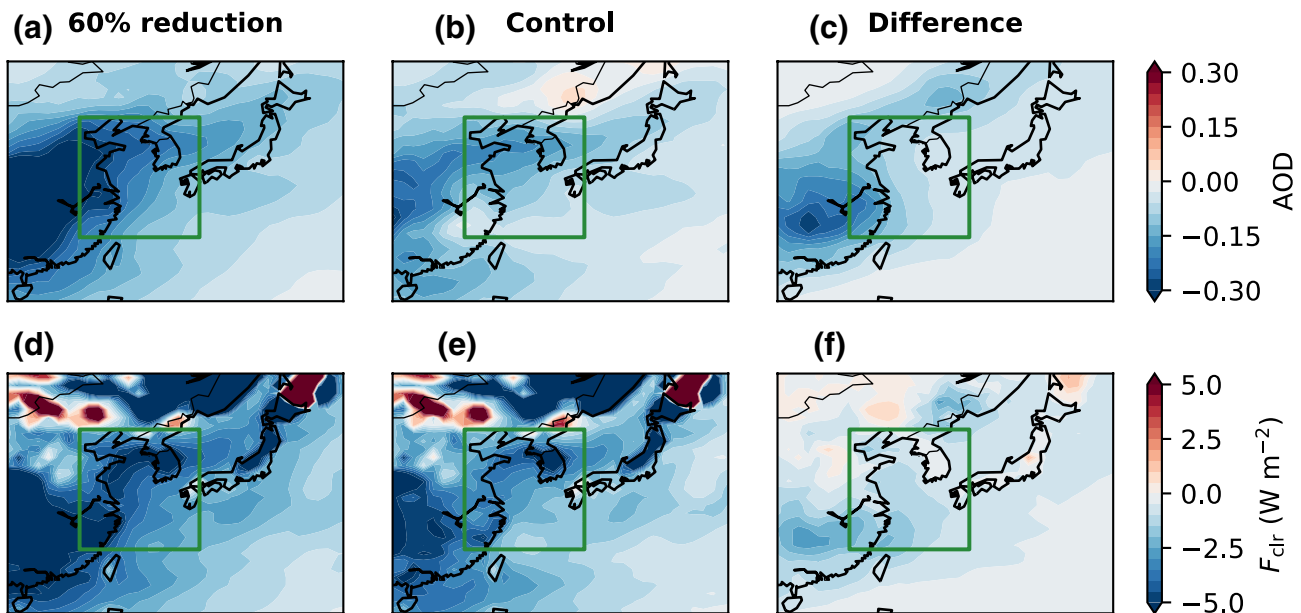 (a) 60% reduction
(b) Control
(c) Difference
0.30
0.15
0.00
−0.15
−0.30
AOD
(d)
(e)
(f)
5.0
2.5
0.0
−2.5
−5.0
F_clr (W m⁻²)